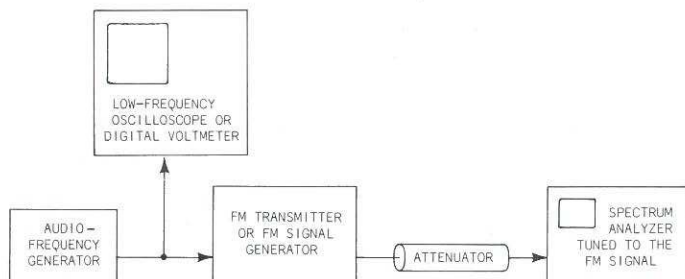 LOW-FREQUENCY
OSCILLOSCOPE OR
DIGITAL VOLTMETER
AUDIO-
FREQUENCY
GENERATOR
FM TRANSMITTER
OR FM SIGNAL
GENERATOR
ATTENUATOR
SPECTRUM
ANALYZER
TUNED TO THE
FM SIGNAL